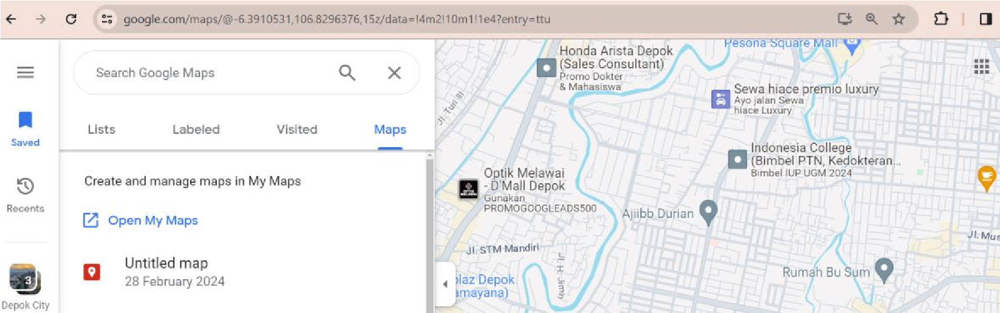 google.com/maps/@-6.3910531,106.8296376,15z/data=!4m2!10m1!1e4?entry=ttu
Search Google Maps
Saved
Recents
3
Depok City
Lists Labeled Visited Maps
Create and manage maps in My Maps
Open My Maps
Untitled map
28 February 2024
Pesona Square Mall
Honda Arista Depok
(Sales Consultant)
Promo Dokter
& Mahasiswa
Jl. Turi III
Sewa hiace premio luxury
Ayo jalan Sewa
hiace Luxury
Indonesia College
(Bimbel PTN, Kedokteran...
Bimbel IUP UGM 2024
Optik Melawai
- D'Mall Depok
Gunakan
PROMOGOOGLEADS500
Ajiibb Durian
Jl. STM Mandiri
Jl. H. Jimin
Jl. Mus
Rumah Bu Sum
plaz Depok
amayana)